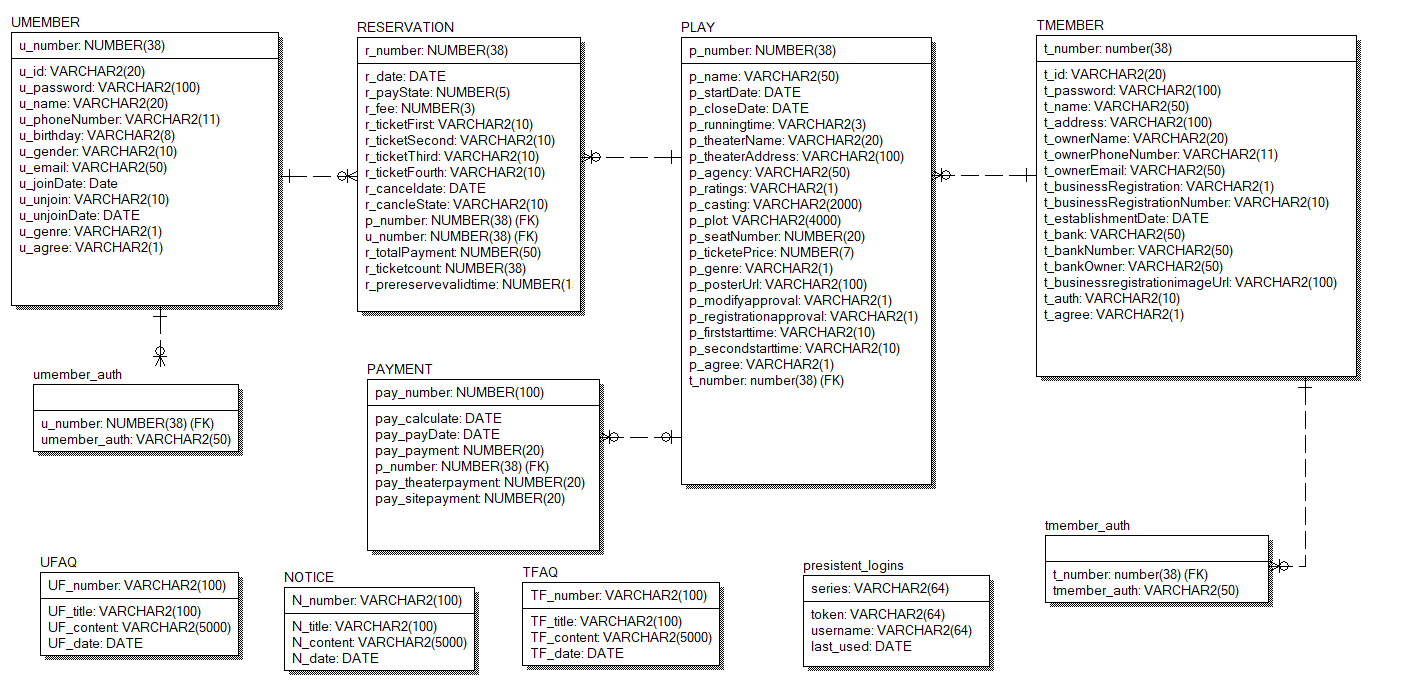 UMEMBER
u_number: NUMBER(38)
u_id: VARCHAR2(20)
u_password: VARCHAR2(100)
u_name: VARCHAR2(20)
u_phoneNumber: VARCHAR2(11)
u_birthday: VARCHAR2(8)
u_gender: VARCHAR2(10)
u_email: VARCHAR2(50)
u_joinDate: Date
u_unjoin: VARCHAR2(10)
u_unjoinDate: DATE
u_genre: VARCHAR2(1)
u_agree: VARCHAR2(1)
RESERVATION
r_number: NUMBER(38)
r_date: DATE
r_payState: NUMBER(5)
r_fee: NUMBER(3)
r_ticketFirst: VARCHAR2(10)
r_ticketSecond: VARCHAR2(10)
r_ticketThird: VARCHAR2(10)
r_ticketFourth: VARCHAR2(10)
r_canceldate: DATE
r_cancleState: VARCHAR2(10)
p_number: NUMBER(38) (FK)
u_number: NUMBER(38) (FK)
r_totalPayment: NUMBER(50)
r_ticketcount: NUMBER(38)
r_prereservevalidtime: NUMBER(1
PLAY
p_number: NUMBER(38)
p_name: VARCHAR2(50)
p_startDate: DATE
p_closeDate: DATE
p_runningtime: VARCHAR2(3)
p_theaterName: VARCHAR2(20)
p_theaterAddress: VARCHAR2(100)
p_agency: VARCHAR2(50)
p_ratings: VARCHAR2(1)
p_casting: VARCHAR2(2000)
p_plot: VARCHAR2(4000)
p_seatNumber: NUMBER(20)
p_ticketePrice: NUMBER(7)
p_genre: VARCHAR2(1)
p_posterUrl: VARCHAR2(100)
p_modifyapproval: VARCHAR2(1)
p_registrationapproval: VARCHAR2(1)
p_firststarttime: VARCHAR2(10)
p_secondstarttime: VARCHAR2(10)
p_agree: VARCHAR2(1)
t_number: number(38) (FK)
TMEMBER
t_number: number(38)
t_id: VARCHAR2(20)
t_password: VARCHAR2(100)
t_name: VARCHAR2(50)
t_address: VARCHAR2(100)
t_ownerName: VARCHAR2(20)
t_ownerPhoneNumber: VARCHAR2(11)
t_ownerEmail: VARCHAR2(50)
t_businessRegistration: VARCHAR2(1)
t_businessRegistrationNumber: VARCHAR2(10)
t_establishmentDate: DATE
t_bank: VARCHAR2(50)
t_bankNumber: VARCHAR2(50)
t_bankOwner: VARCHAR2(50)
t_businessregistrationimageUrl: VARCHAR2(100)
t_auth: VARCHAR2(10)
t_agree: VARCHAR2(1)
umember_auth
u_number: NUMBER(38) (FK)
umember_auth: VARCHAR2(50)
PAYMENT
pay_number: NUMBER(100)
pay_calculate: DATE
pay_payDate: DATE
pay_payment: NUMBER(20)
p_number: NUMBER(38) (FK)
pay_theaterpayment: NUMBER(20)
pay_sitepayment: NUMBER(20)
tmember_auth
t_number: number(38) (FK)
tmember_auth: VARCHAR2(50)
UFAQ
UF_number: VARCHAR2(100)
UF_title: VARCHAR2(100)
UF_content: VARCHAR2(5000)
UF_date: DATE
NOTICE
N_number: VARCHAR2(100)
N_title: VARCHAR2(100)
N_content: VARCHAR2(5000)
N_date: DATE
TFAQ
TF_number: VARCHAR2(100)
TF_title: VARCHAR2(100)
TF_content: VARCHAR2(5000)
TF_date: DATE
presistent_logins
series: VARCHAR2(64)
token: VARCHAR2(64)
username: VARCHAR2(64)
last_used: DATE